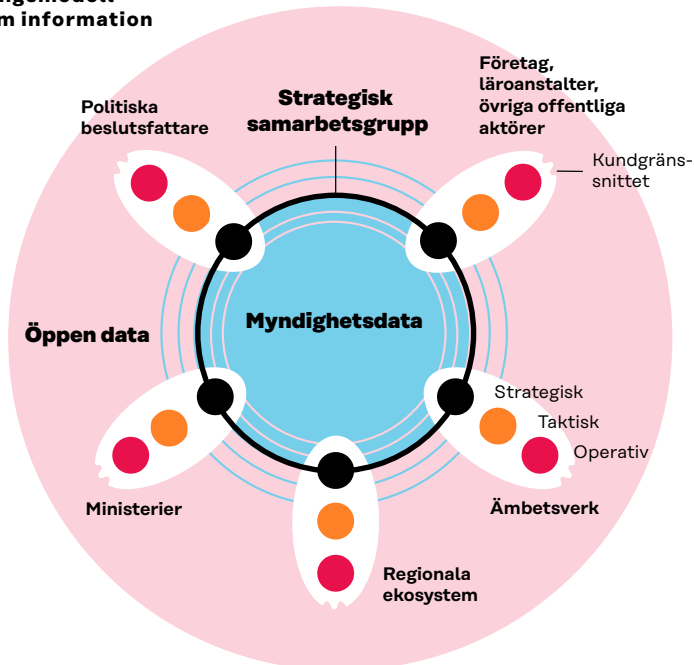 m information
Politiska
beslutsfattare
Strategisk
samarbetsgrupp
Företag,
läroanstalter,
övriga offentliga
aktörer
Kundgräns-
snittet
Öppen data
Myndighetsdata
Strategisk
Taktisk
Operativ
Ministerier
Ämbetsverk
Regionala
ekosystem